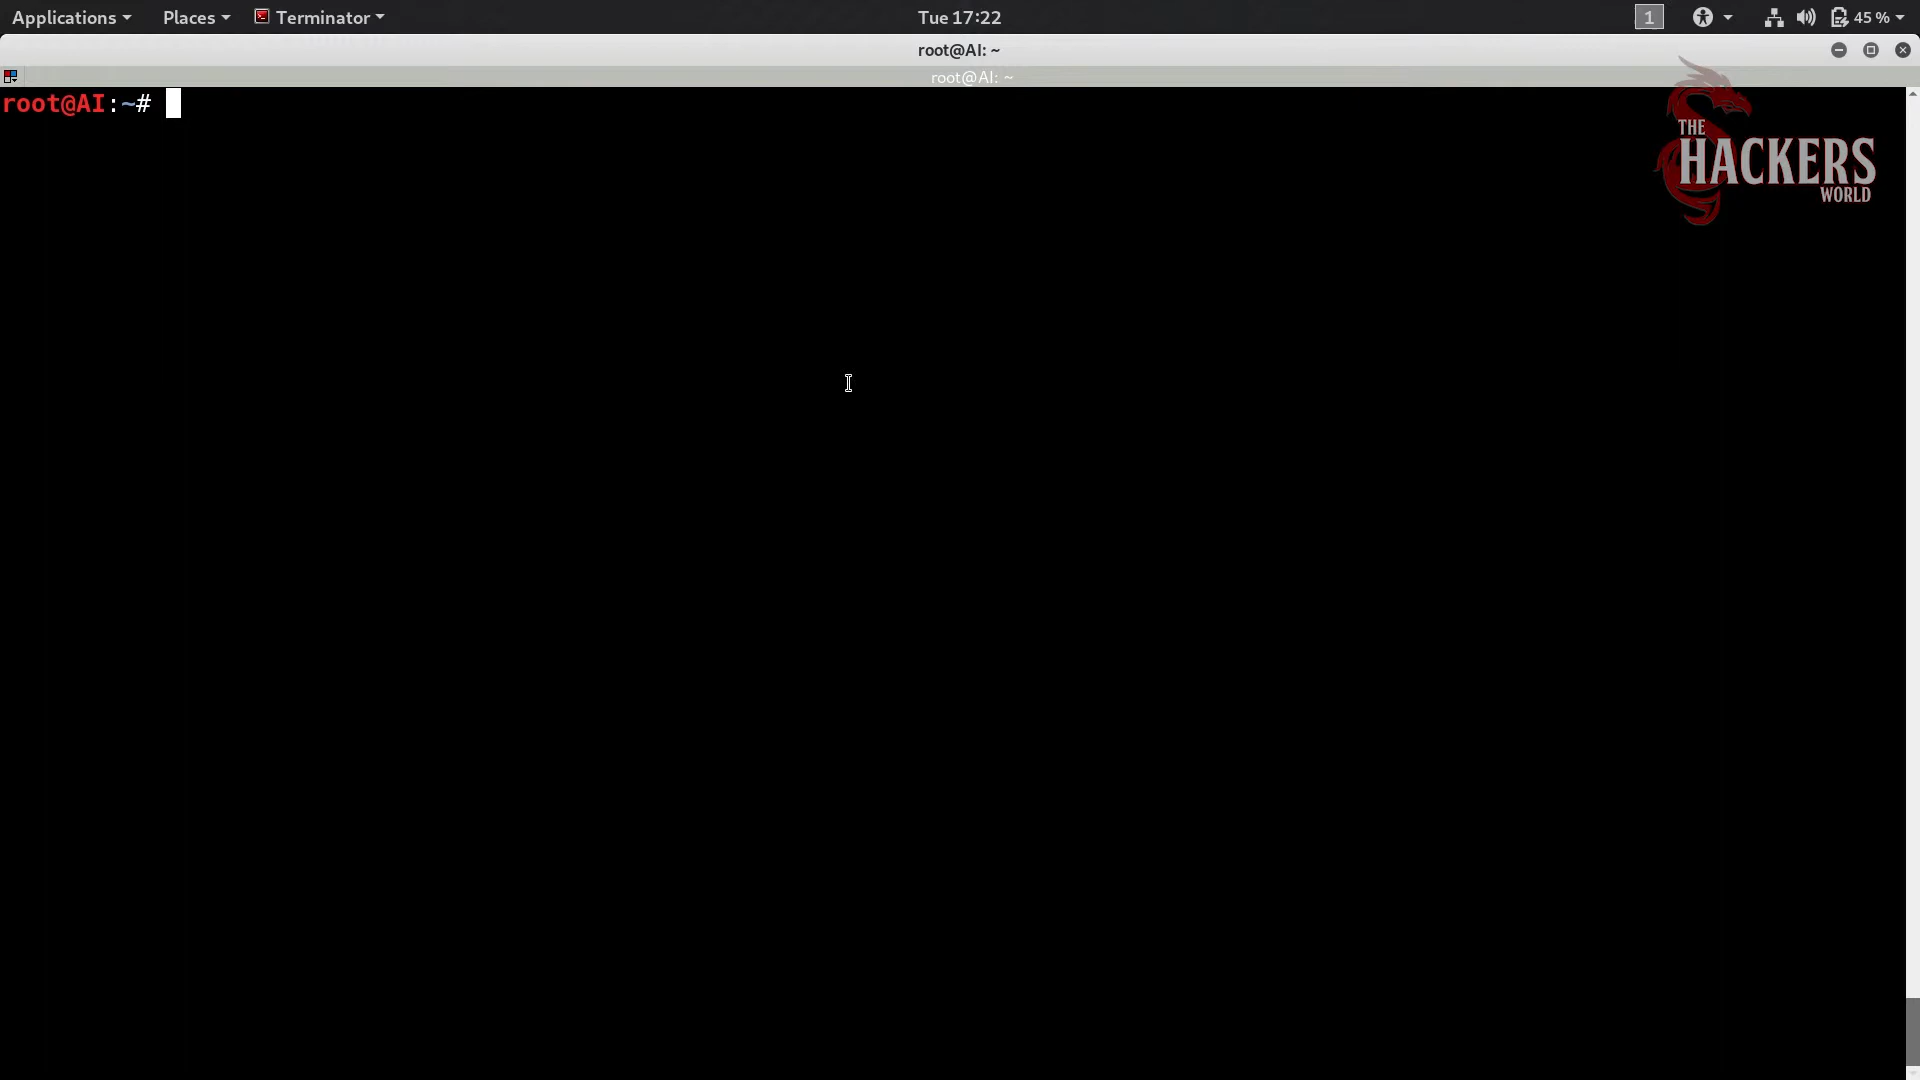 Applications Places Terminator Tue 17:22 1 45 %
root@AI: ~
root@AI: ~
root@AI:~#
THE
HACKERS
WORLD